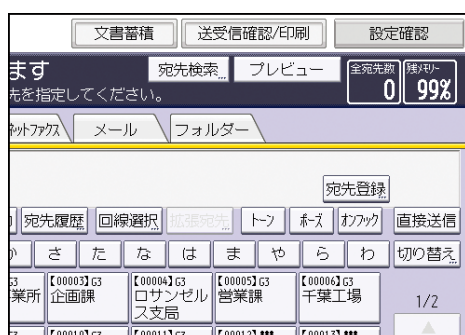 文書蓄積 送受信確認/印刷 設定確認
ます 宛先検索 プレビュー 全宛先数 残ﾒﾓﾘｰ
先を指定してください。 0 99%
ﾈｯﾄﾌｧｸｽ メール フォルダー
宛先登録
宛先履歴 回線選択 拡張宛先 トーン ﾎﾟｰｽﾞ ｵﾝﾌｯｸ 直接送信
か さ た な は ま や ら わ 切り替え
G3 【00003】G3 【00004】G3 【00005】G3 【00006】G3
業所 企画課 ロサンゼル 営業課 千葉工場 1/2
ス支局